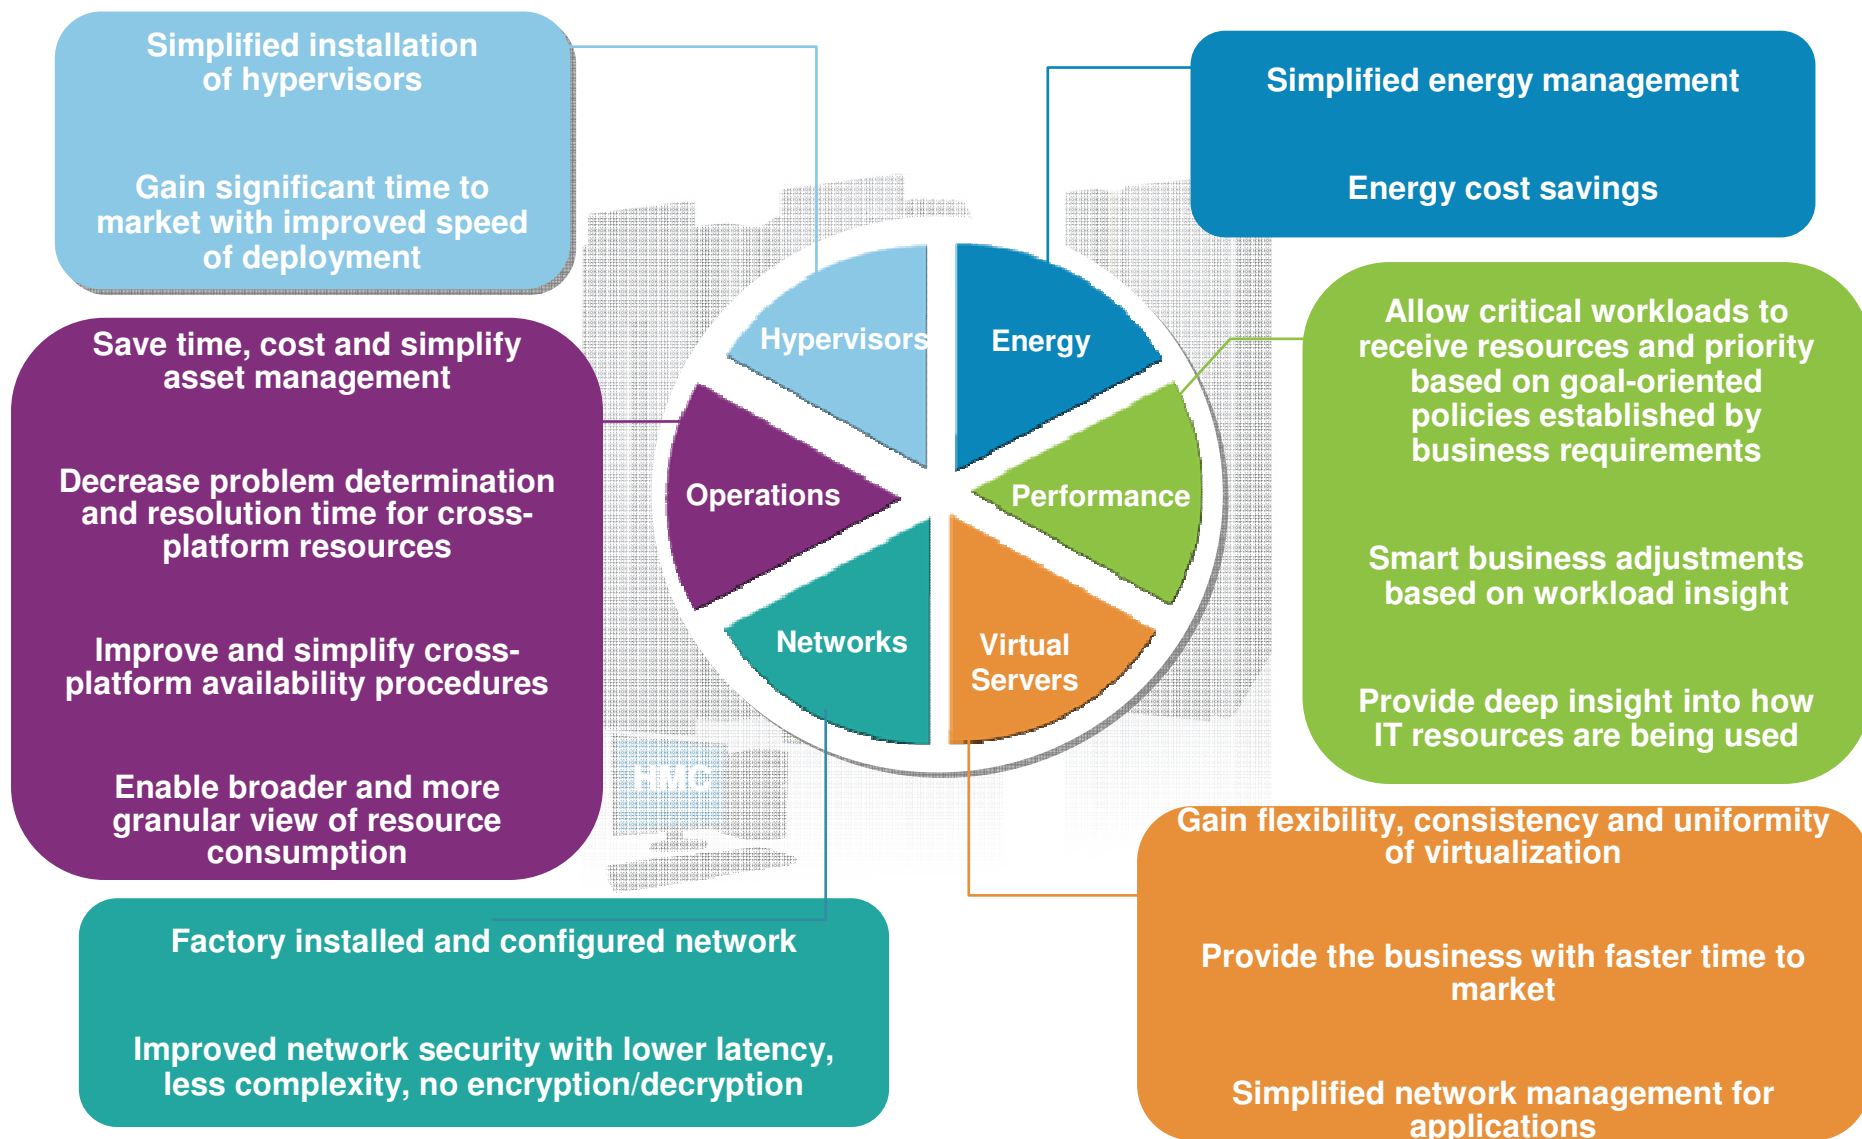 Simplified installation
of hypervisors
Gain significant time to
market with improved speed
of deployment
Simplified energy management
Energy cost savings
Save time, cost and simplify
asset management
Decrease problem determination
and resolution time for cross-
platform resources
Improve and simplify cross-
platform availability procedures
Enable broader and more
granular view of resource
consumption
Hypervisors
Energy
Operations
Performance
Networks
Virtual
Servers
HMC
Allow critical workloads to
receive resources and priority
based on goal-oriented
policies established by
business requirements
Smart business adjustments
based on workload insight
Provide deep insight into how
IT resources are being used
Factory installed and configured network
Improved network security with lower latency,
less complexity, no encryption/decryption
Gain flexibility, consistency and uniformity
of virtualization
Provide the business with faster time to
market
Simplified network management for
applications